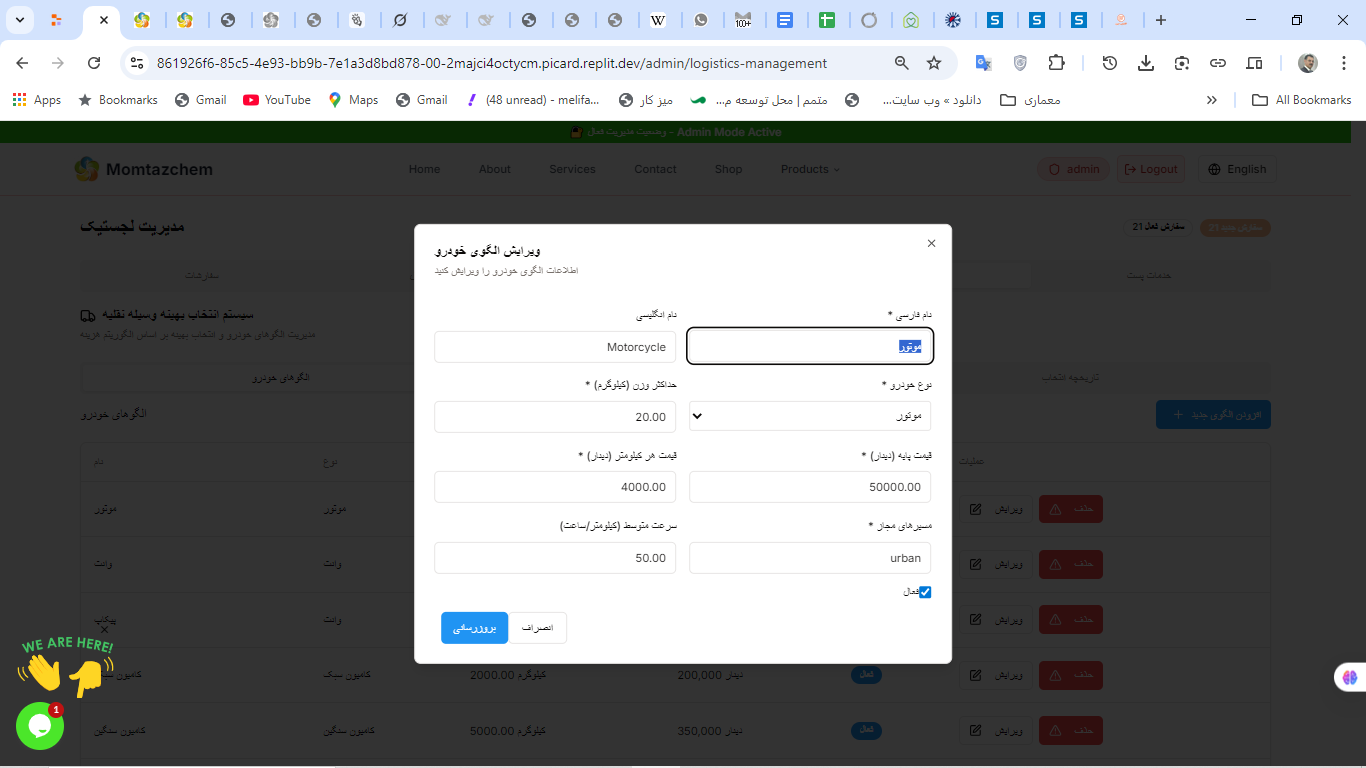 861926f6-85c5-4e93-bb9b-7e1a3d8bd878-00-2majci4octycm.picard.replit.dev/admin/logistics-management
Apps Bookmarks Gmail YouTube Maps Gmail (48 unread) - melifa... میز کار متمم | محل توسعه م... دانلود » وب سایت... معماری » All Bookmarks
وضعیت مدیریت فعال - Admin Mode Active
Momtazchem Home About Services Contact Shop Products admin Logout English
مدیریت لجستیک
21 سفارش فعال
21 سفارش جدید
سفارشات
خدمات پست
سیستم انتخاب بهینه وسیله نقلیه
مدیریت الگوهای خودرو و انتخاب بهینه بر اساس الگوریتم هزینه
الگوهای خودرو
تاریخچه انتخاب
الگوهای خودرو
افزودن الگوی جدید
نام نوع عملیات
موتور موتور ویرایش حذف
وانت وانت ویرایش حذف
پیکاپ وانت ویرایش حذف
کامیون سبک کامیون سبک 2000.00 کیلوگرم 200,000 دینار فعال ویرایش حذف
کامیون سنگین کامیون سنگین 5000.00 کیلوگرم 350,000 دینار فعال ویرایش حذف
ویرایش الگوی خودرو
اطلاعات الگوی خودرو را ویرایش کنید
نام فارسی *
موتور
نام انگلیسی
Motorcycle
نوع خودرو *
موتور
حداکثر وزن (کیلوگرم) *
20.00
قیمت پایه (دینار) *
50000.00
قیمت هر کیلومتر (دینار) *
4000.00
مسیرهای مجاز *
urban
سرعت متوسط (کیلومتر/ساعت)
50.00
فعال
بروزرسانی
انصراف
WE ARE HERE!
1
100+